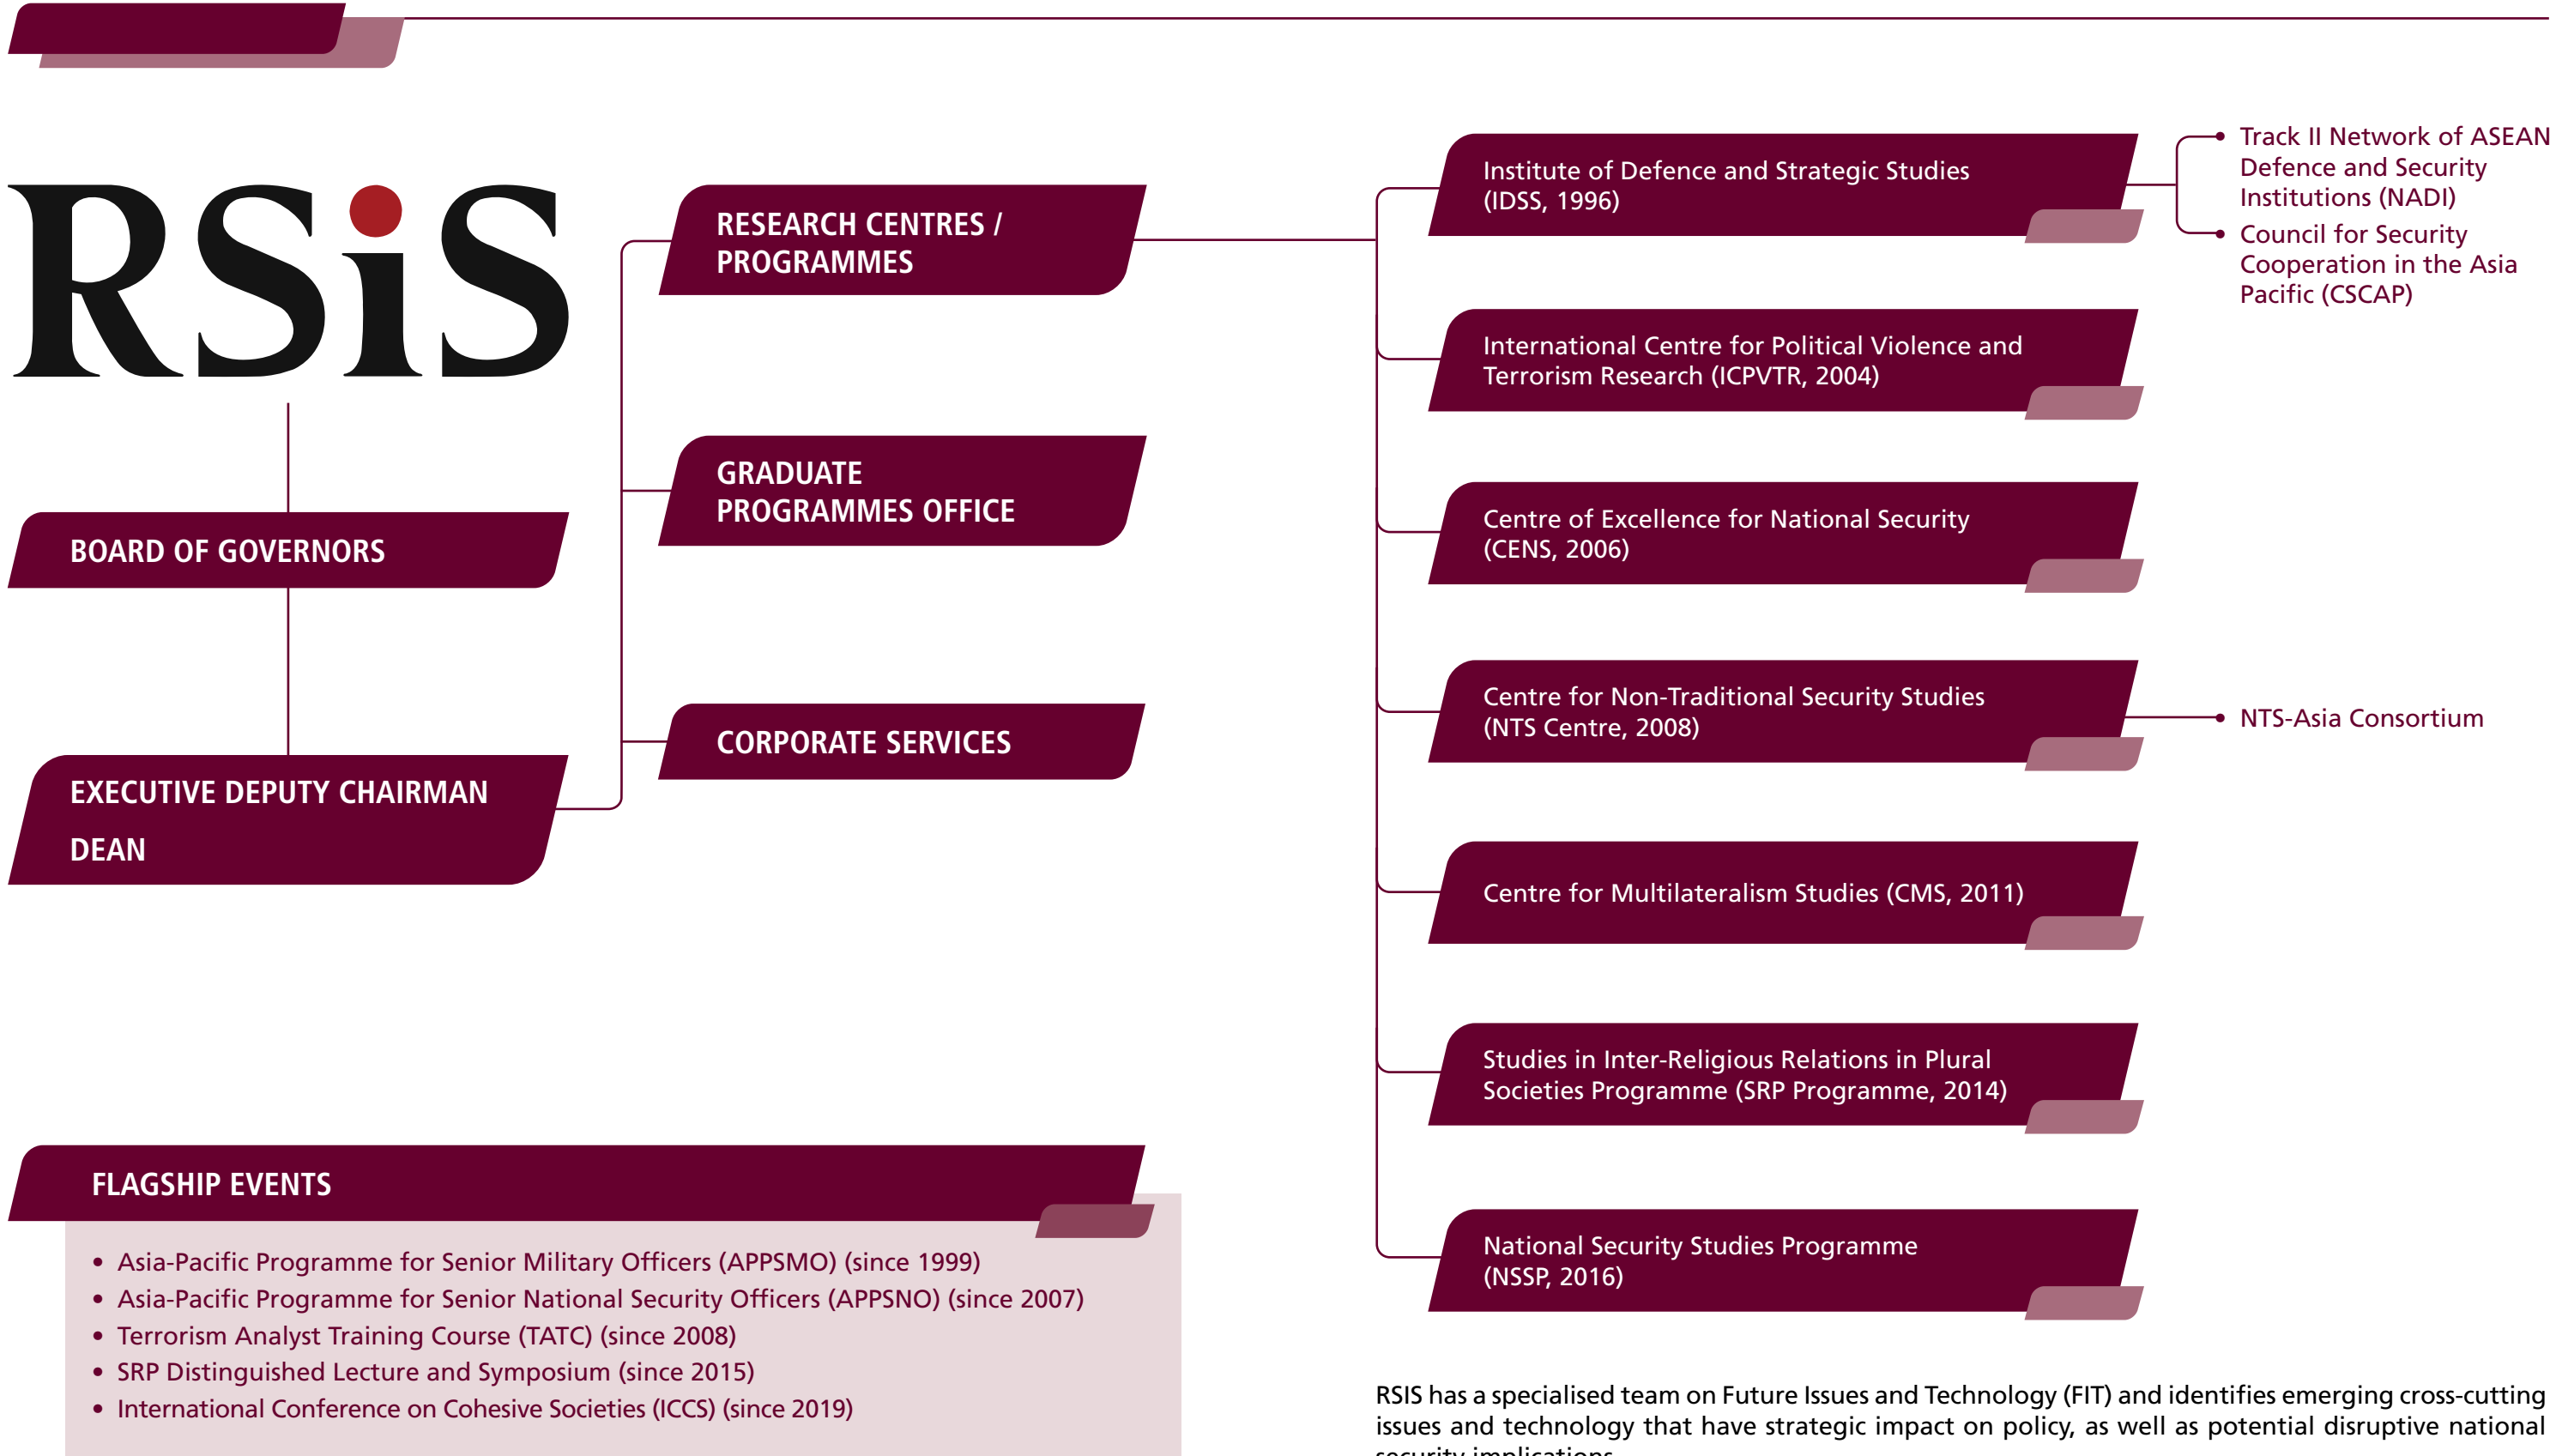 RSiS
BOARD OF GOVERNORS
EXECUTIVE DEPUTY CHAIRMAN
DEAN
RESEARCH CENTRES /
PROGRAMMES
GRADUATE
PROGRAMMES OFFICE
CORPORATE SERVICES
Institute of Defence and Strategic Studies
(IDSS, 1996)
Track II Network of ASEAN
Defence and Security
Institutions (NADI)
Council for Security
Cooperation in the Asia
Pacific (CSCAP)
International Centre for Political Violence and
Terrorism Research (ICPVTR, 2004)
Centre of Excellence for National Security
(CENS, 2006)
Centre for Non-Traditional Security Studies
(NTS Centre, 2008)
NTS-Asia Consortium
Centre for Multilateralism Studies (CMS, 2011)
Studies in Inter-Religious Relations in Plural
Societies Programme (SRP Programme, 2014)
National Security Studies Programme
(NSSP, 2016)
FLAGSHIP EVENTS
• Asia-Pacific Programme for Senior Military Officers (APPSMO) (since 1999)
• Asia-Pacific Programme for Senior National Security Officers (APPSNO) (since 2007)
• Terrorism Analyst Training Course (TATC) (since 2008)
• SRP Distinguished Lecture and Symposium (since 2015)
• International Conference on Cohesive Societies (ICCS) (since 2019)
RSIS has a specialised team on Future Issues and Technology (FIT) and identifies emerging cross-cutting
issues and technology that have strategic impact on policy, as well as potential disruptive national
security implications